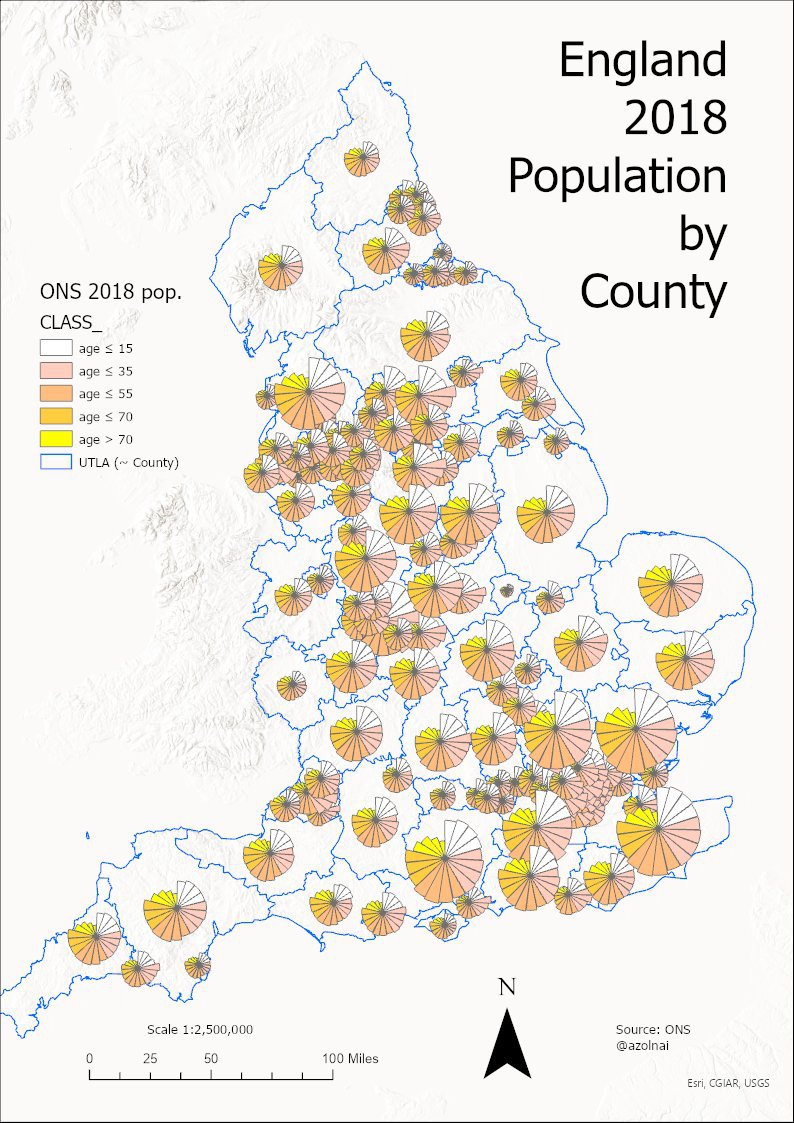 England
2018
Population
by
County
ONS 2018 pop.
CLASS_
age ≤ 15
age ≤ 35
age ≤ 55
age ≤ 70
age > 70
UTLA (~ County)
N
Scale 1:2,500,000
0 25 50 100 Miles
Source: ONS
@azolnai
Esri, CGIAR, USGS